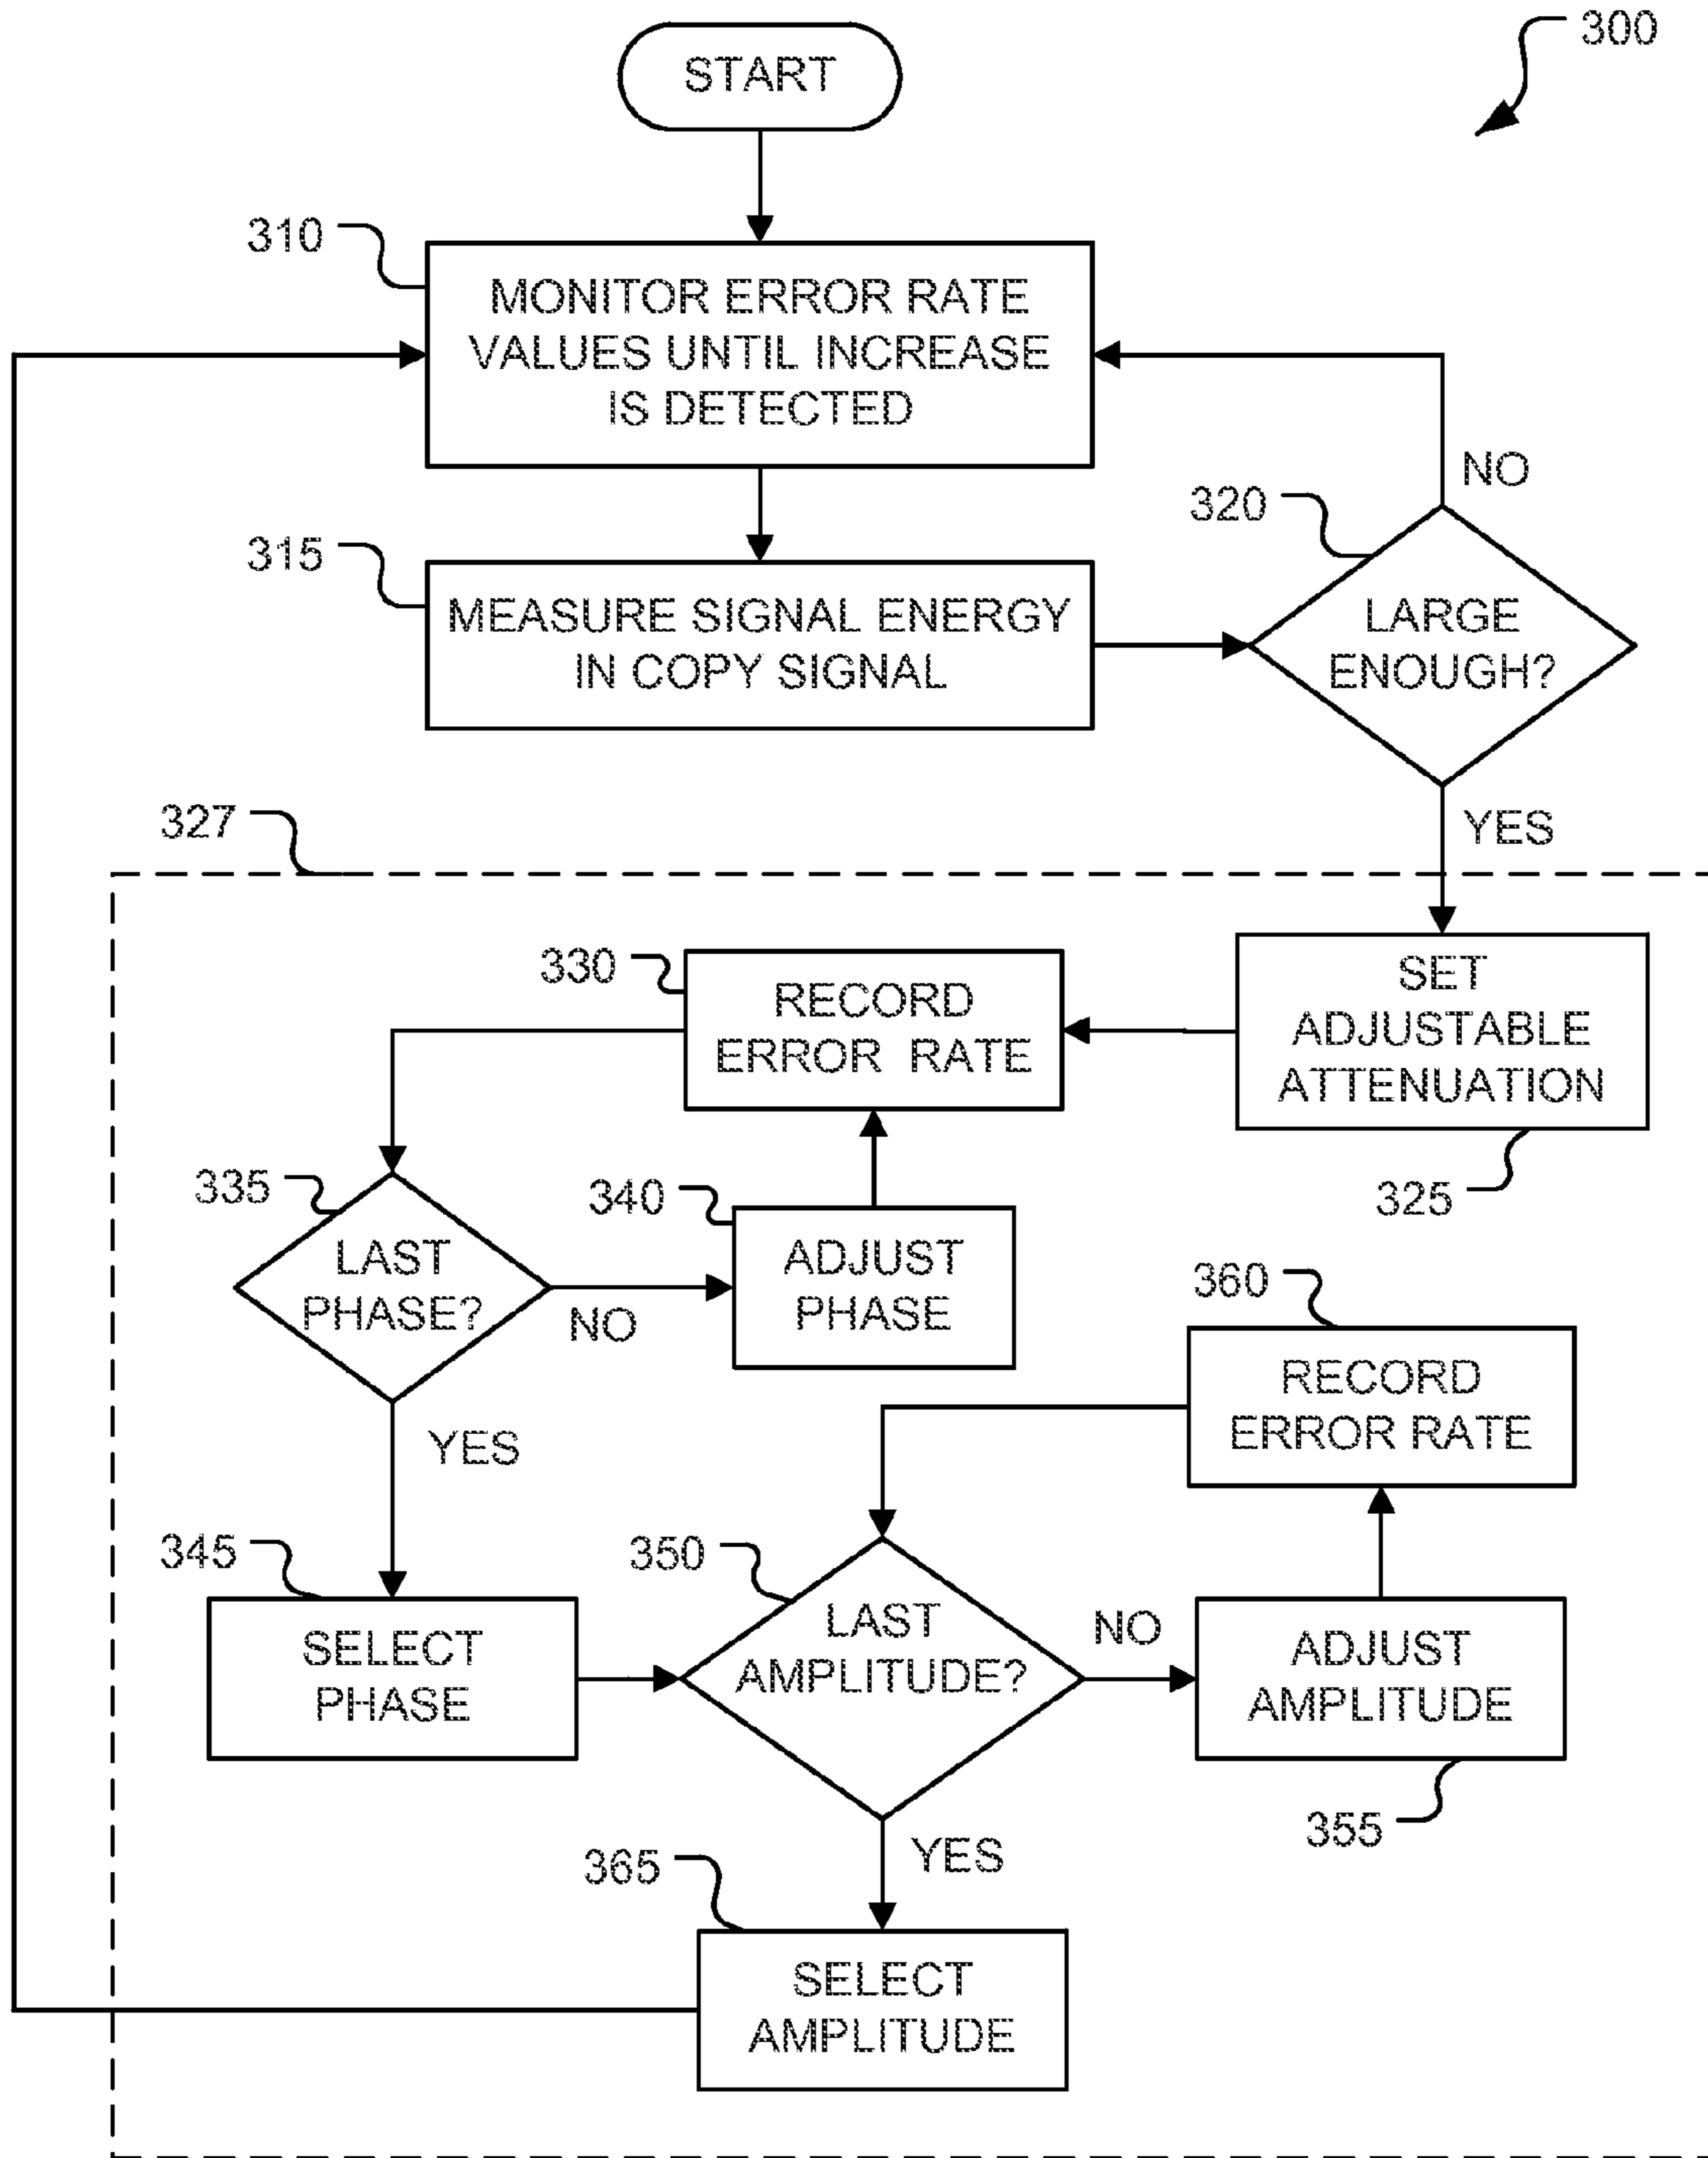 START
300
310
MONITOR ERROR RATE
VALUES UNTIL INCREASE
IS DETECTED
NO
320
315
MEASURE SIGNAL ENERGY
IN COPY SIGNAL
LARGE
ENOUGH?
327
YES
330
RECORD
ERROR RATE
SET
ADJUSTABLE
ATTENUATION
325
335
LAST
PHASE?
NO
340
ADJUST
PHASE
360
RECORD
ERROR RATE
YES
345
SELECT
PHASE
350
LAST
AMPLITUDE?
NO
ADJUST
AMPLITUDE
355
YES
365
SELECT
AMPLITUDE